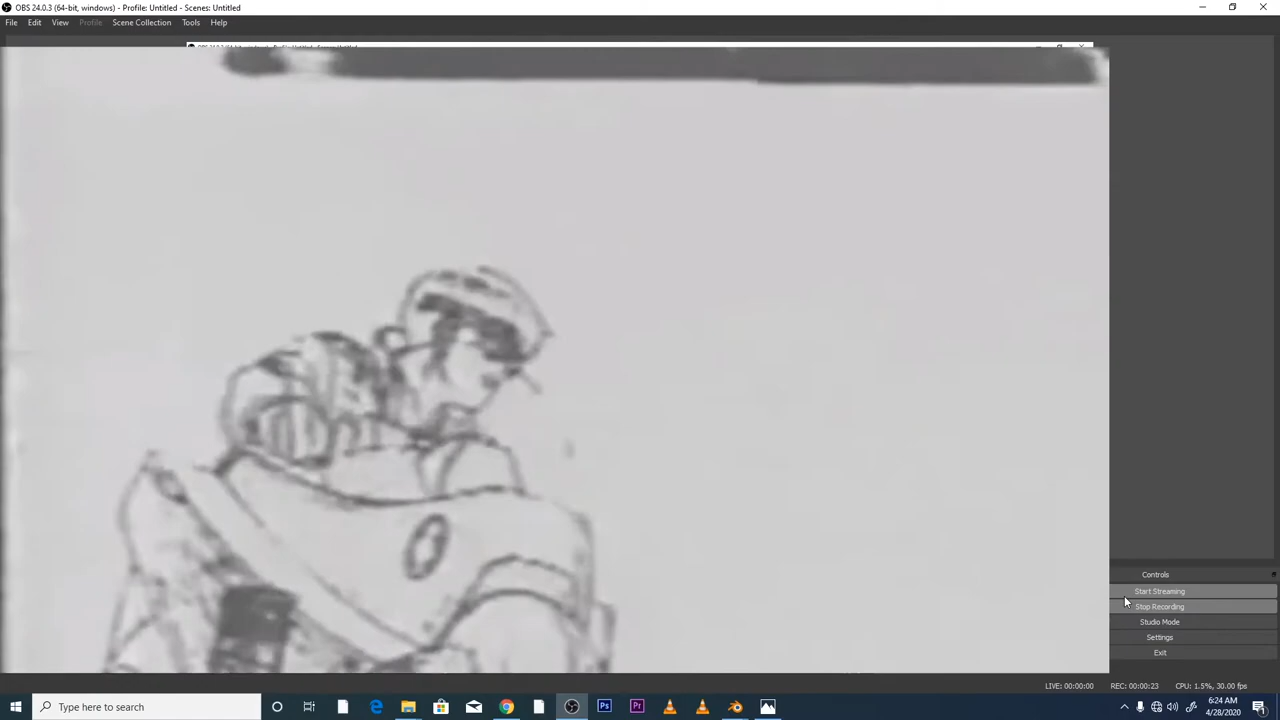 OBS 24.0.3 (64-bit, windows) - Profile: Untitled - Scenes: Untitled
File Edit View Profile Scene Collection Tools Help
Controls
Start Streaming
Stop Recording
Studio Mode
Settings
Exit
LIVE: 00:00:00 REC: 00:00:23 CPU: 1.5%, 30.00 fps
Type here to search
6:24 AM
4/28/2020